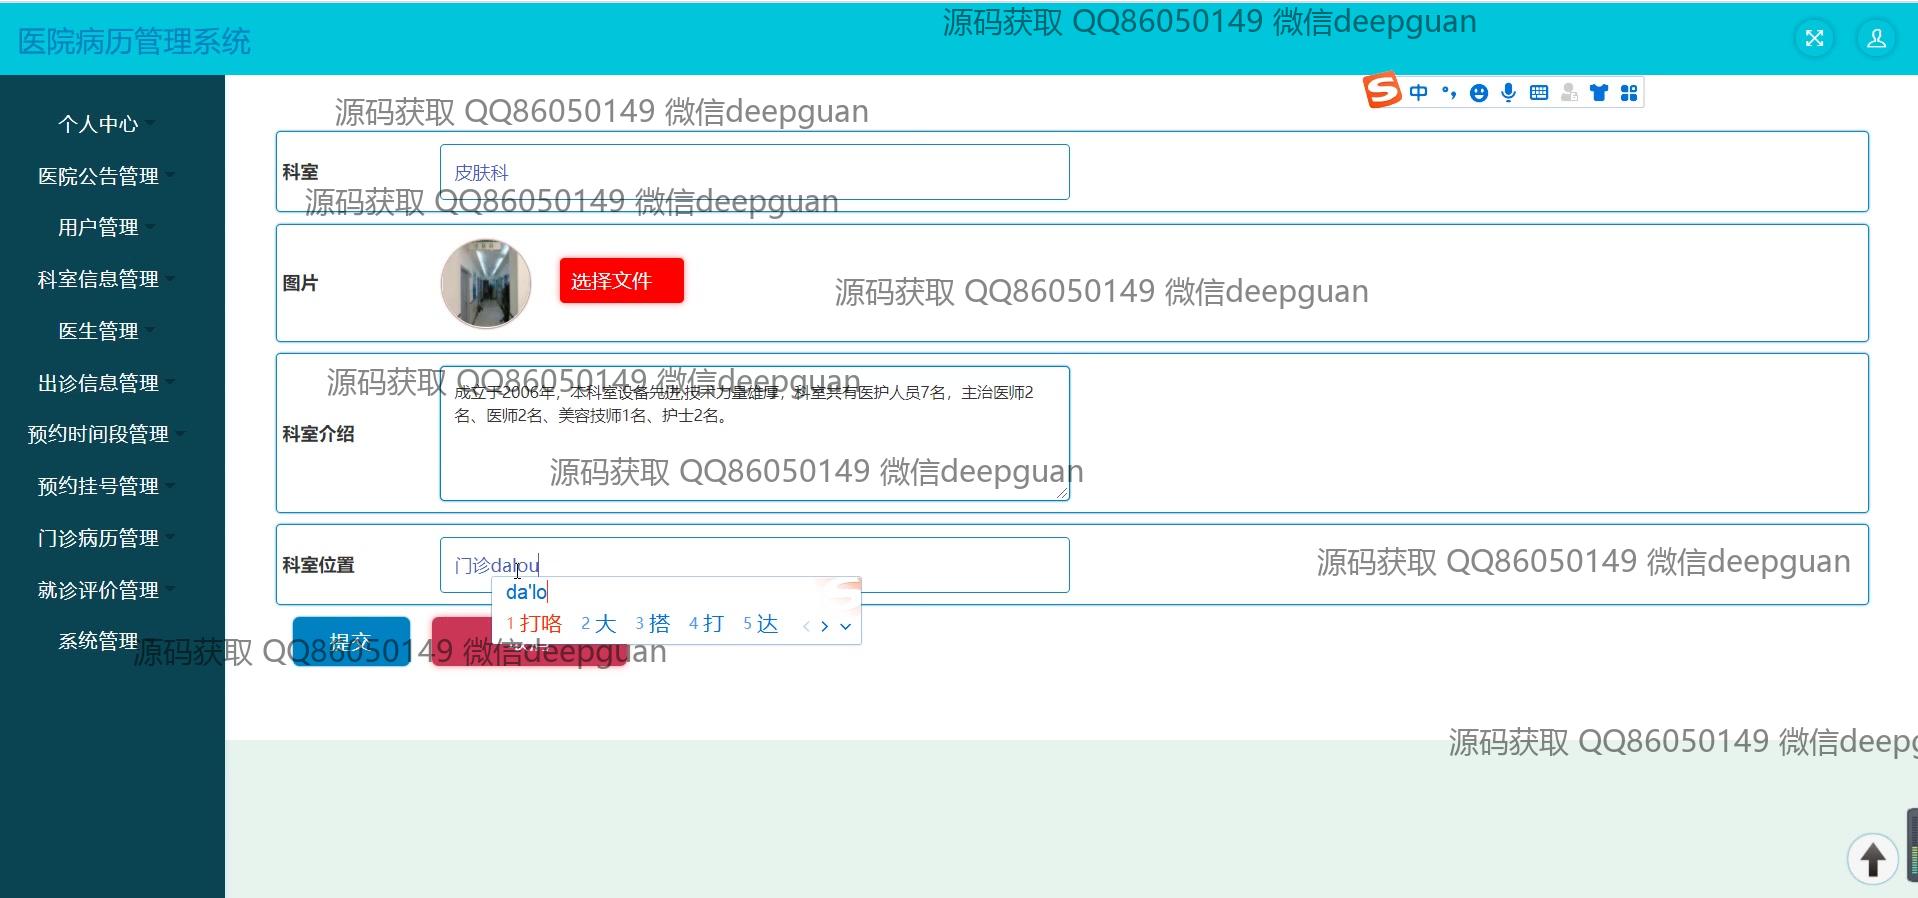 医院病历管理系统
源码获取 QQ86050149 微信deepguan
中
源码获取 QQ86050149 微信deepguan
个人中心
医院公告管理
用户管理
科室信息管理
医生管理
出诊信息管理
预约时间段管理
预约挂号管理
门诊病历管理
就诊评价管理
系统管理
科室
皮肤科
源码获取 QQ86050149 微信deepguan
图片
选择文件
源码获取 QQ86050149 微信deepguan
源码获取 QQ86050149 微信deepguan
科室介绍
成立于2006年，本科室设备先进,技术力量雄厚，科室共有医护人员7名，主治医师2
名、医师2名、美容技师1名、护士2名。
源码获取 QQ86050149 微信deepguan
科室位置
门诊dalou
源码获取 QQ86050149 微信deepguan
da'lo
1 打咯 2 大 3 搭 4 打 5 达
提交
源码获取 QQ86050149 微信deepguan
源码获取 QQ86050149 微信deepg